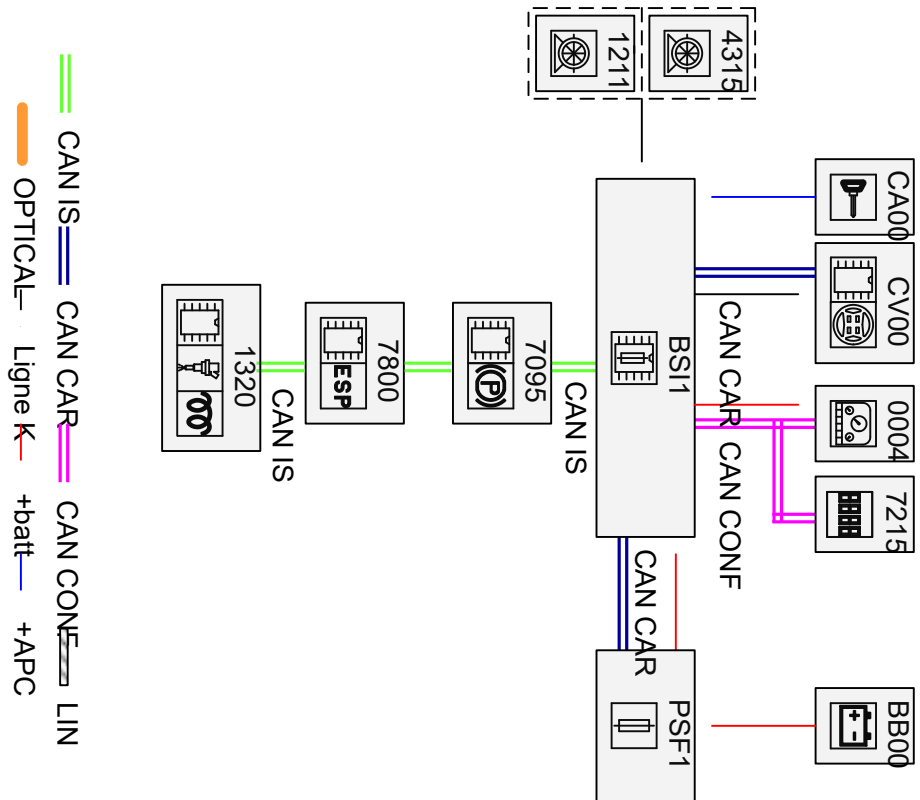 CA00
CV00
0004
7215
BB00
4315
CAN CAR
CAN CONF
BSI1
PSF1
CAN CAR
1211
CAN IS
7095
P
7800
ESP
CAN IS
1320
CAN IS CAN CAR CAN CONF LIN
OPTICAL Ligne K +batt +APC